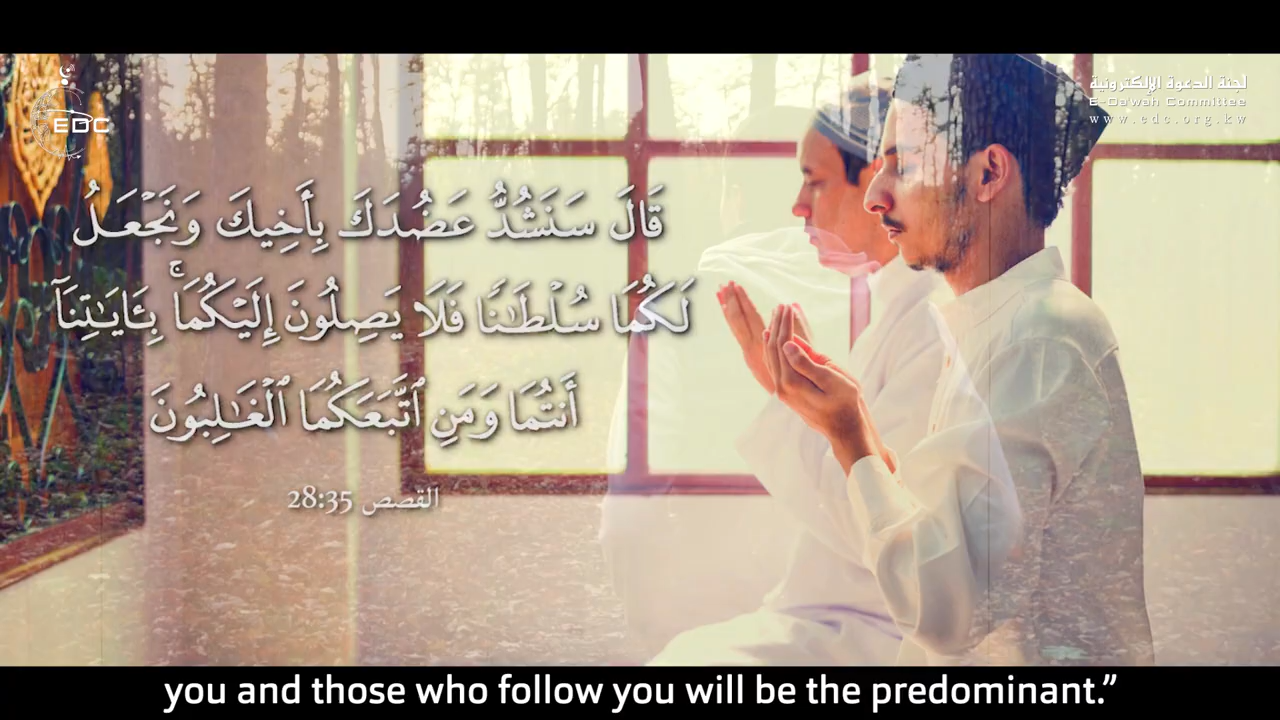 EDC
لجنة الدعوة الإلكترونية
E-Dawah Committee
www.edc.org.kw
قَالَ سَنَشُدُّ عَضُدَكَ بِأَخِيكَ وَنَجۡعَلُ
لَكُمَا سُلۡطَٰنٗا فَلَا يَصِلُونَ إِلَيۡكُمَا ۚ بِـَٔايَٰتِنَآ
أَنتُمَا وَمَنِ ٱتَّبَعَكُمَا ٱلۡغَٰلِبُونَ
القصص 28:35
you and those who follow you will be the predominant.”